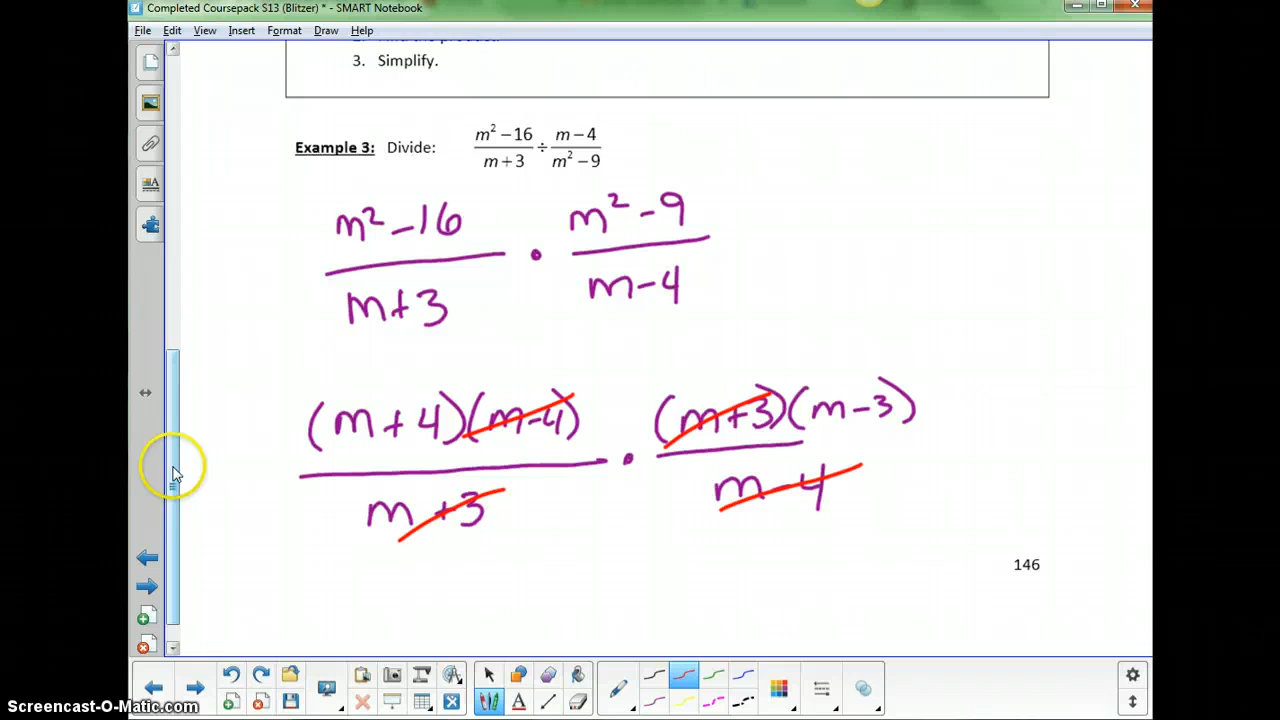 Completed Coursepack S13 (Blitzer) * - SMART Notebook
File Edit View Insert Format Draw Help
3. Simplify.
Example 3: Divide: m² − 16 / m + 3 ÷ m − 4 / m² − 9
m² − 16 / m + 3 · m² − 9 / m − 4
(m + 4)(m − 4) / m + 3 · (m + 3)(m − 3) / m − 4
146
Screencast-O-Matic.com